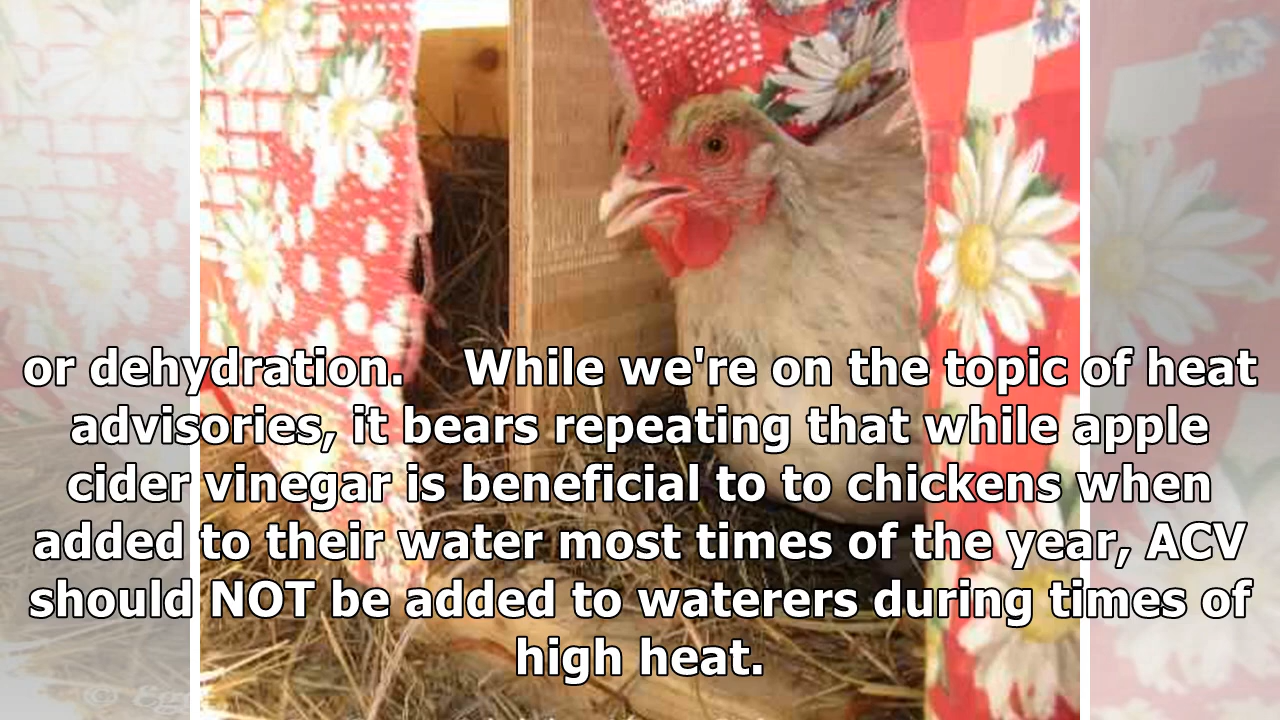 or dehydration. While we're on the topic of heat
advisories, it bears repeating that while apple
cider vinegar is beneficial to to chickens when
added to their water most times of the year, ACV
should NOT be added to waterers during times of
high heat.